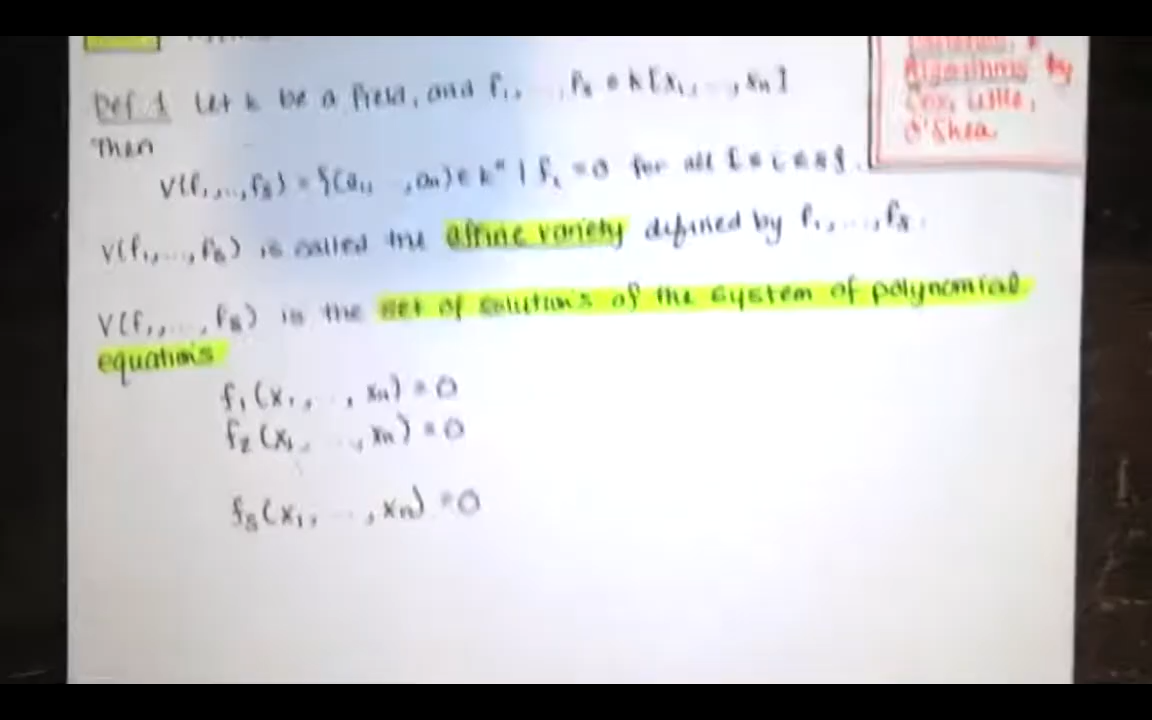 Def 1 Let k be a field, and f₁, ..., fₛ ∈ k[x₁, ..., xₙ]
Then
V(f₁, ..., fₛ) = {(a₁, ..., aₙ) ∈ kⁿ | fᵢ = 0 for all 1 ≤ i ≤ s}.
V(f₁, ..., fₛ) is called the affine variety defined by f₁, ..., fₛ.
V(f₁, ..., fₛ) is the set of solutions of the system of polynomial
equations
f₁(x₁, ..., xₙ) = 0
f₂(x₁, ..., xₙ) = 0
fₛ(x₁, ..., xₙ) = 0
Algorithms by
Cox, Little,
O'Shea